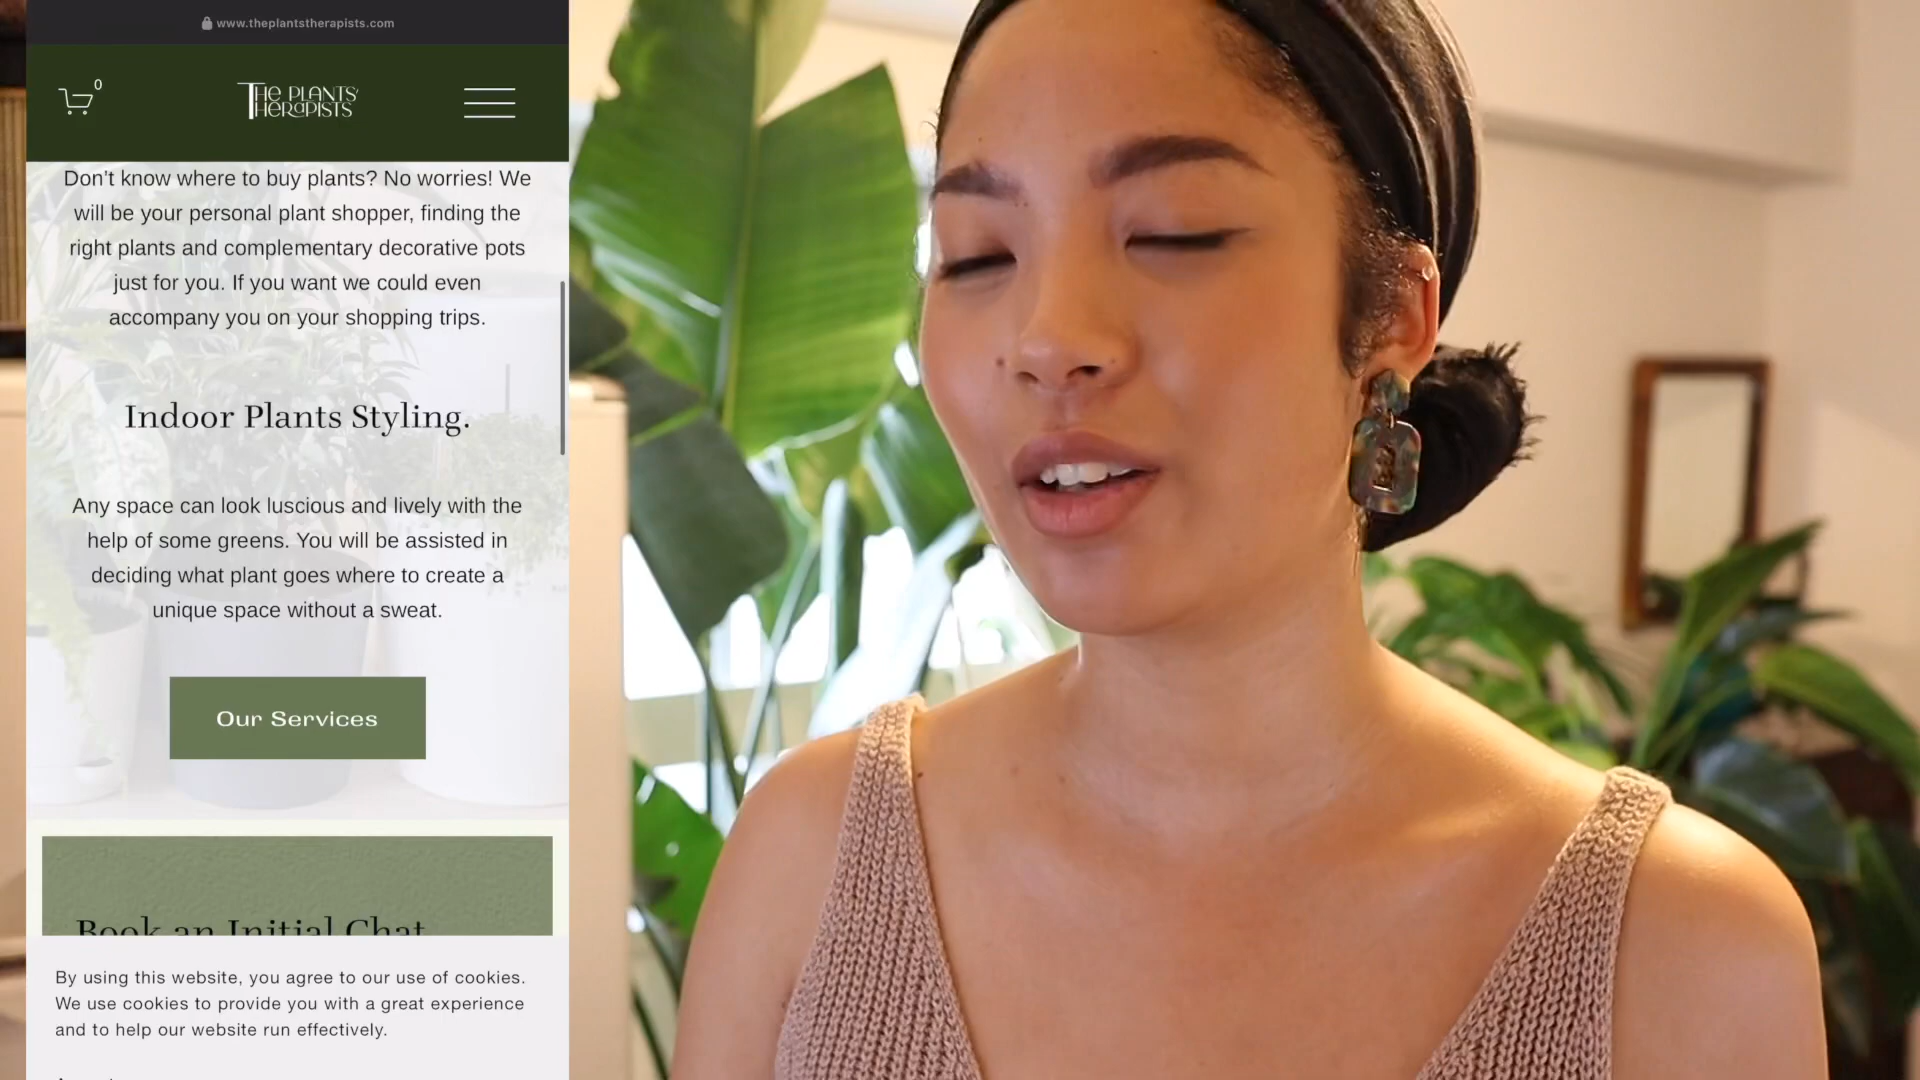 www.theplantstherapists.com
0
THE PLANTS'
THERAPISTS
Don't know where to buy plants? No worries! We
will be your personal plant shopper, finding the
right plants and complementary decorative pots
just for you. If you want we could even
accompany you on your shopping trips.
Indoor Plants Styling.
Any space can look luscious and lively with the
help of some greens. You will be assisted in
deciding what plant goes where to create a
unique space without a sweat.
Our Services
Book an Initial Chat
By using this website, you agree to our use of cookies.
We use cookies to provide you with a great experience
and to help our website run effectively.